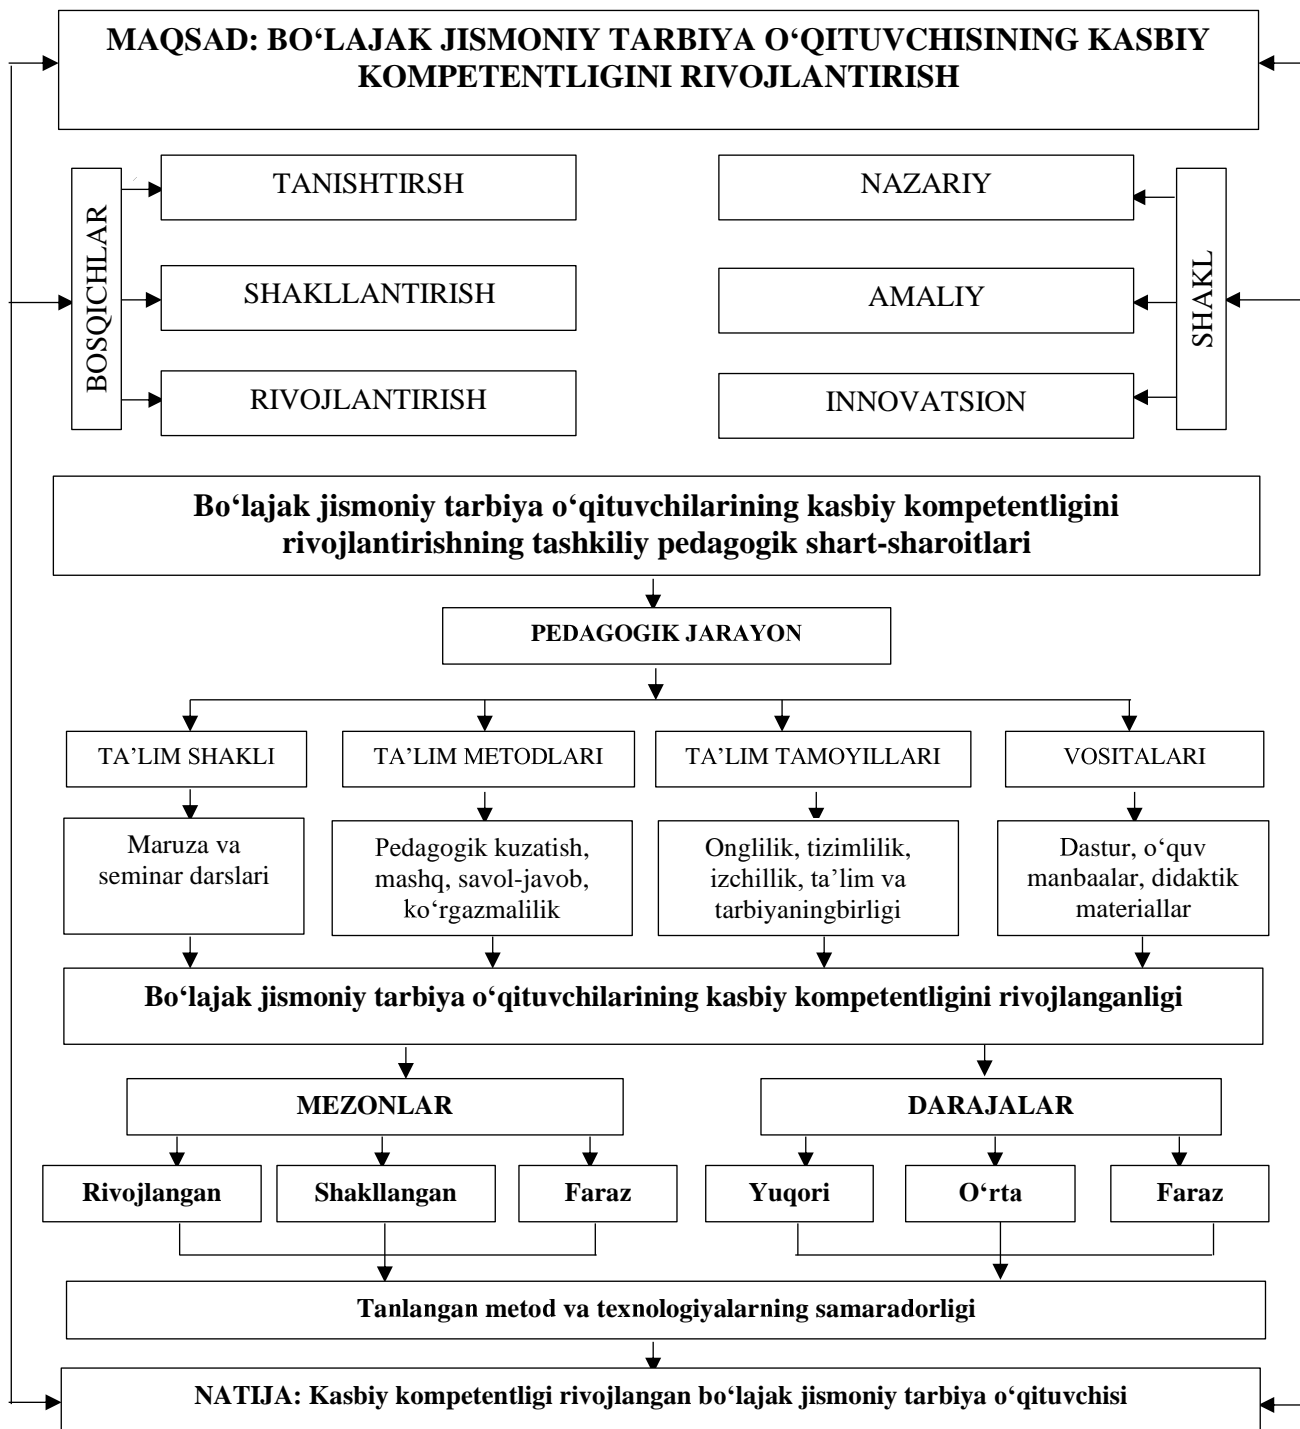 MAQSAD: BO‘LAJAK JISMONIY TARBIYA O‘QITUVCHISINING KASBIY
KOMPETENTLIGINI RIVOJLANTIRISH
BOSQICHLAR
TANISHTIRSH
SHAKLLANTIRISH
RIVOJLANTIRISH
NAZARIY
AMALIY
INNOVATSION
SHAKL
Bo‘lajak jismoniy tarbiya o‘qituvchilarining kasbiy kompetentligini
rivojlantirishning tashkiliy pedagogik shart-sharoitlari
PEDAGOGIK JARAYON
TA’LIM SHAKLI
TA’LIM METODLARI
TA’LIM TAMOYILLARI
VOSITALARI
Maruza va
seminar darslari
Pedagogik kuzatish,
mashq, savol-javob,
ko‘rgazmalilik
Onglilik, tizimlilik,
izchillik, ta’lim va
tarbiyaningbirligi
Dastur, o‘quv
manbaalar, didaktik
materiallar
Bo‘lajak jismoniy tarbiya o‘qituvchilarining kasbiy kompetentligini rivojlanganligi
MEZONLAR
DARAJALAR
Rivojlangan
Shakllangan
Faraz
Yuqori
O‘rta
Faraz
Tanlangan metod va texnologiyalarning samaradorligi
NATIJA: Kasbiy kompetentligi rivojlangan bo‘lajak jismoniy tarbiya o‘qituvchisi